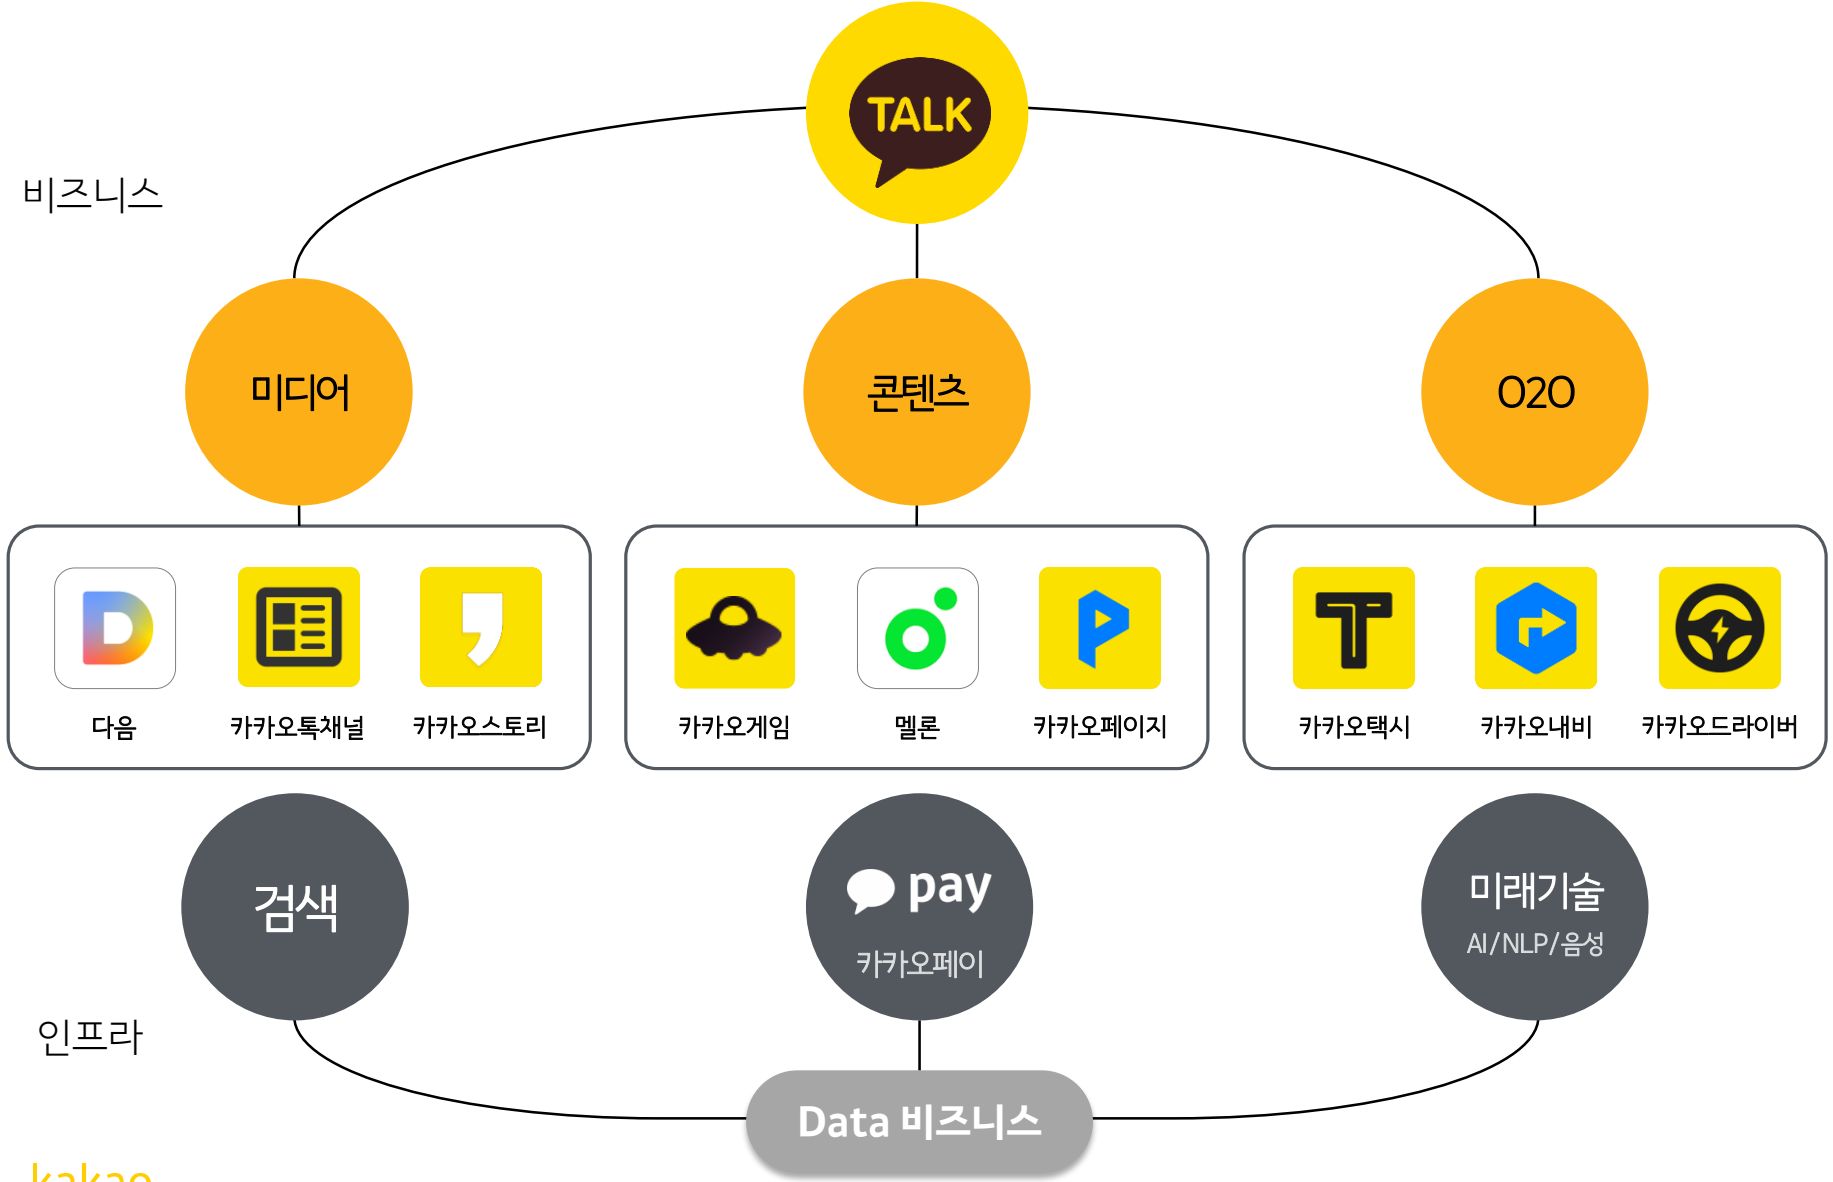 TALK
비즈니스
미디어
콘텐츠
O2O
다음
카카오톡채널
카카오스토리
카카오게임
멜론
카카오페이지
카카오택시
카카오내비
카카오드라이버
검색
pay
카카오페이
미래기술
AI/NLP/음성
인프라
Data 비즈니스
kakao